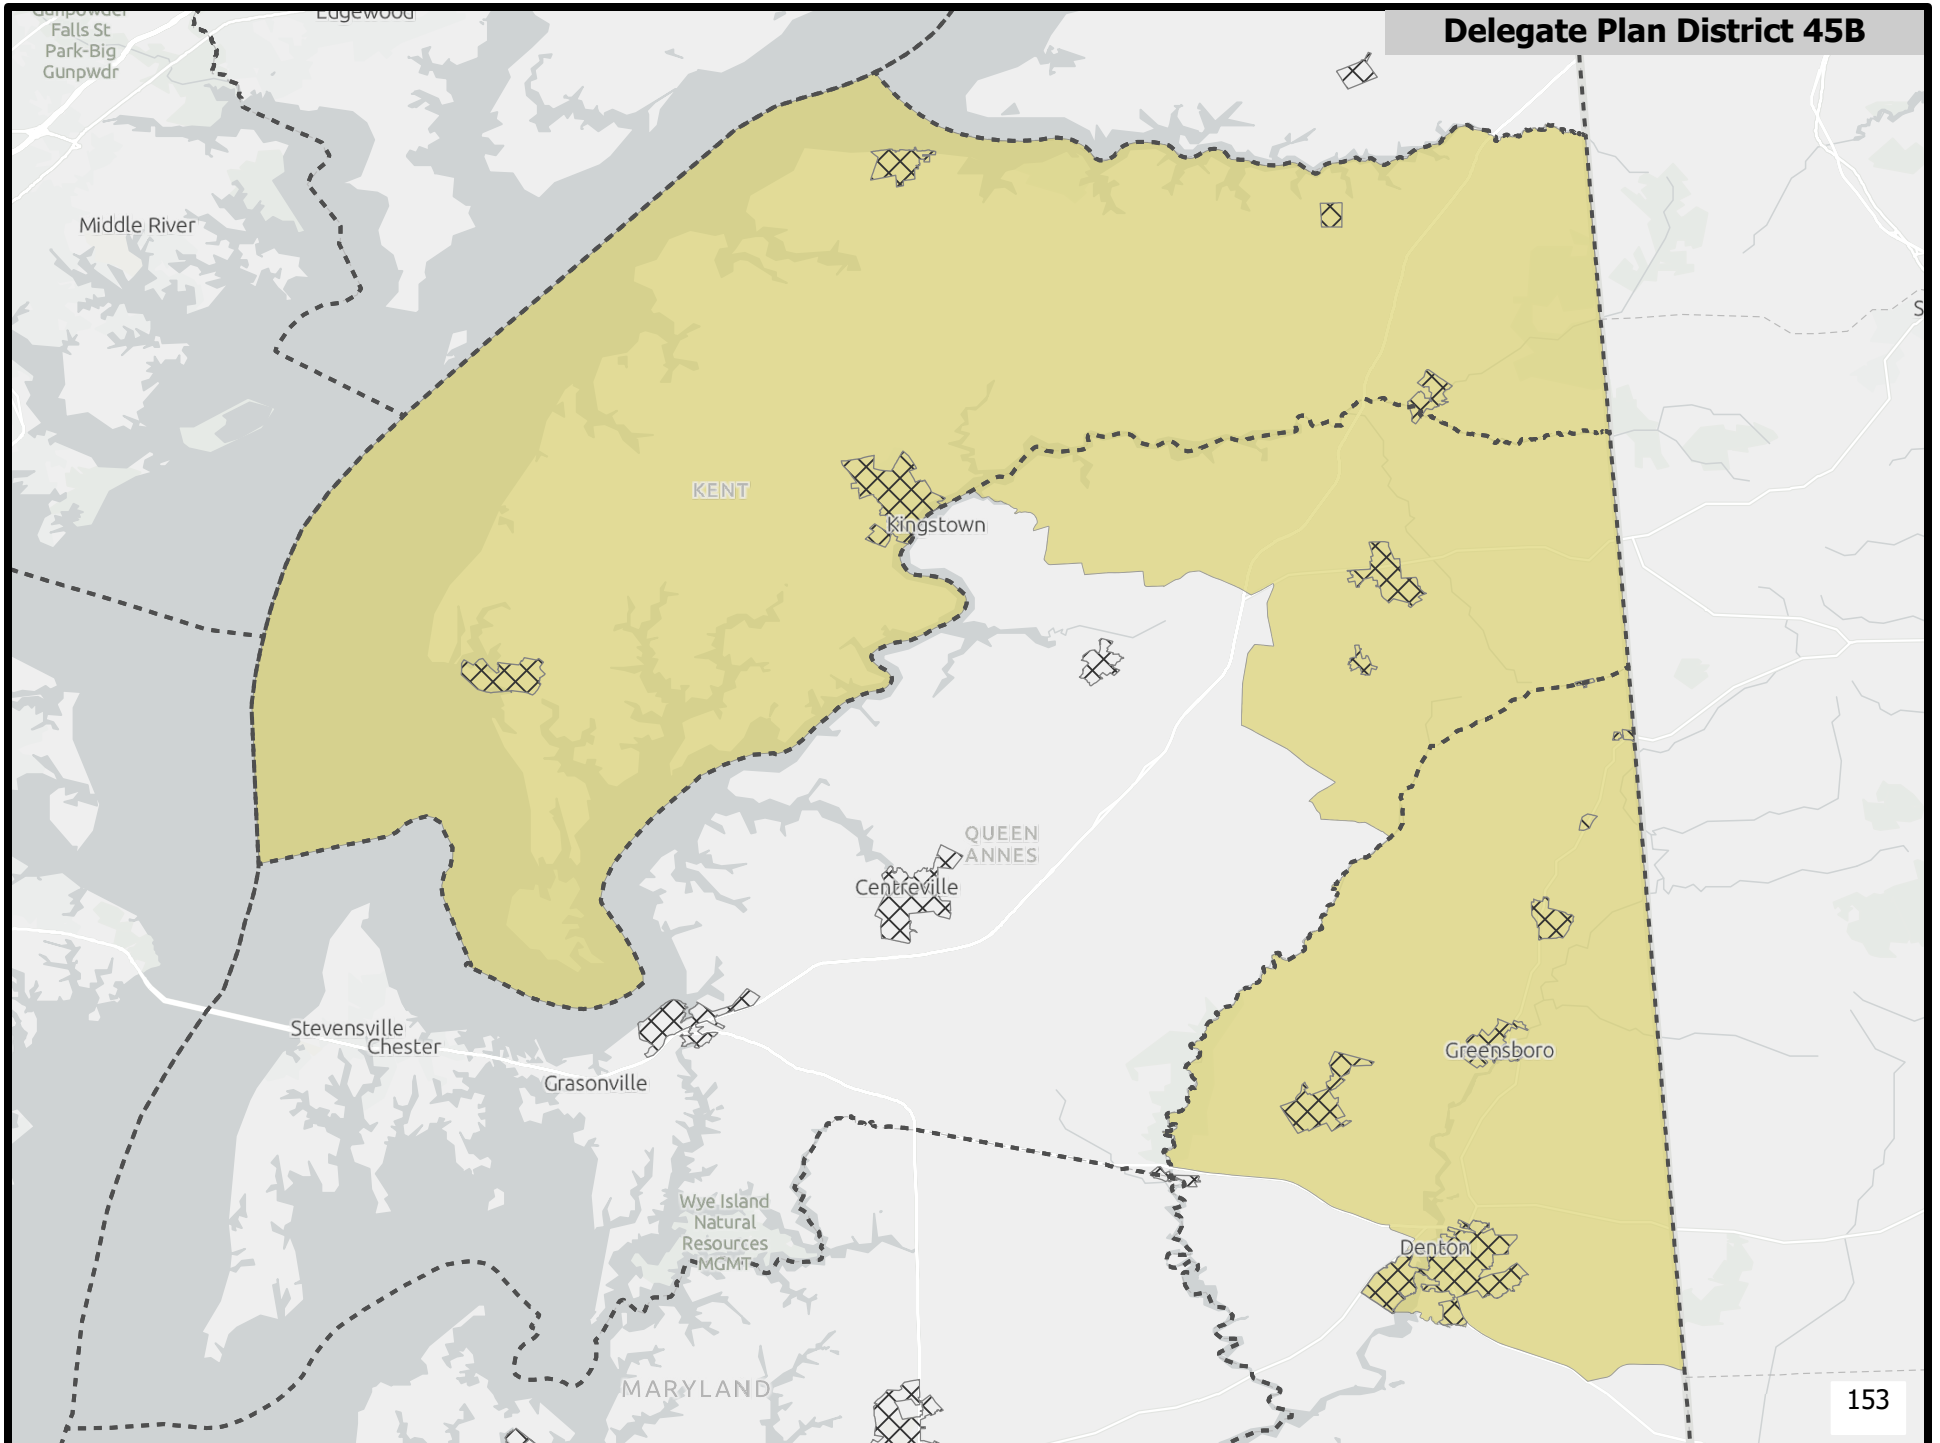 Delegate Plan District 45B
Edgewood
Gunpowder
Falls St
Park-Big
Gunpwdr
Middle River
S
KENT
Kingstown
QUEEN
ANNES
Centreville
Stevensville
Chester
Grasonville
Greensboro
Wye Island
Natural
Resources
MGMT
Denton
MARYLAND
153